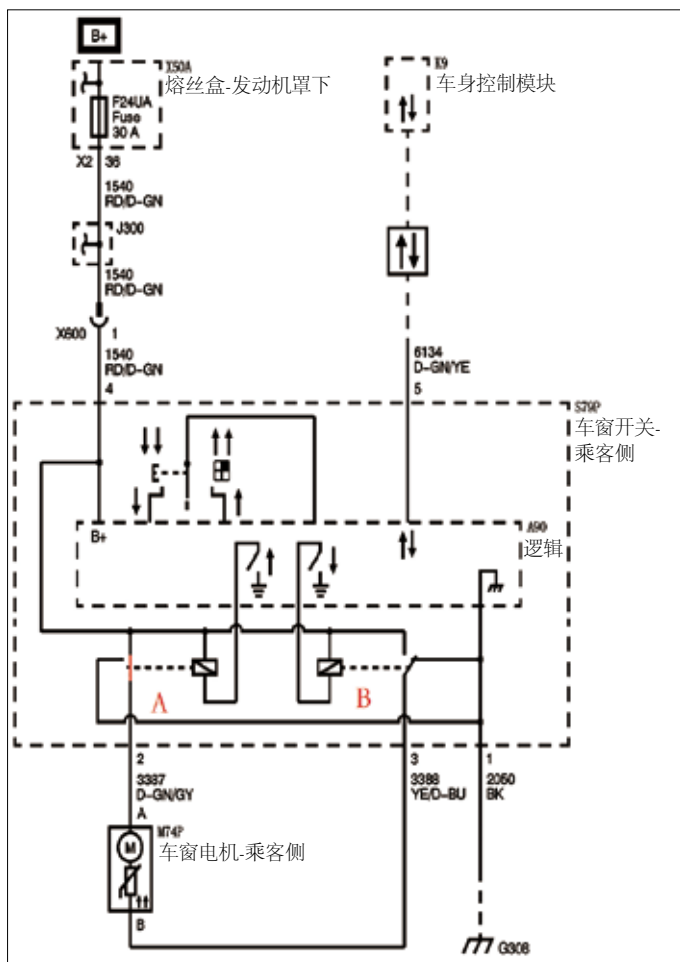 B+
X50A
熔丝盒-发动机罩下
K9
车身控制模块
F24UA
Fuse
30 A
X2 36
1540
RD/D-GN
J300
1540
RD/D-GN
X600 1
1540
RD/D-GN
4
6134
D-GN/YE
5
S79P
车窗开关-
乘客侧
B+
A90
逻辑
A
B
2
3387
D-GN/GY
A
3
3388
YE/D-BU
1
2050
BK
M74P
车窗电机-乘客侧
M
B
G308